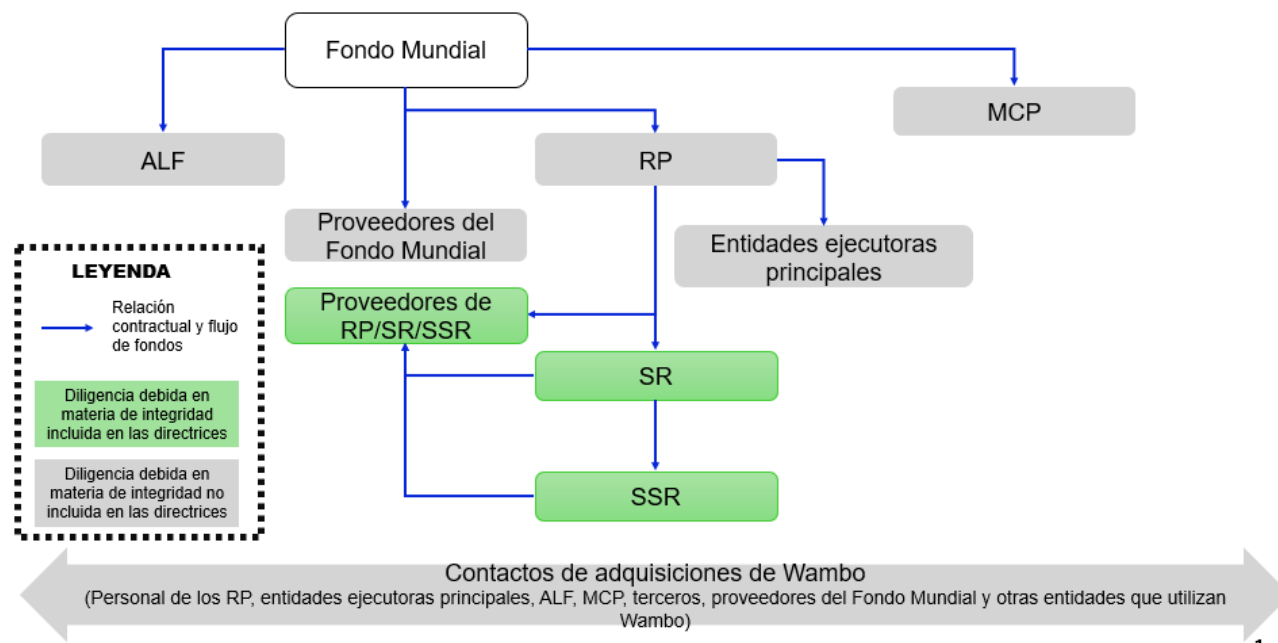 Fondo Mundial
MCP
ALF
RP
Proveedores del
Fondo Mundial
Entidades ejecutoras
principales
LEYENDA
Relación
contractual y flujo
de fondos
Diligencia debida en
materia de integridad
incluida en las directrices
Diligencia debida en
materia de integridad no
incluida en las directrices
Proveedores de
RP/SR/SSR
SR
SSR
Contactos de adquisiciones de Wambo
(Personal de los RP, entidades ejecutoras principales, ALF, MCP, terceros, proveedores del Fondo Mundial y otras entidades que utilizan
Wambo)